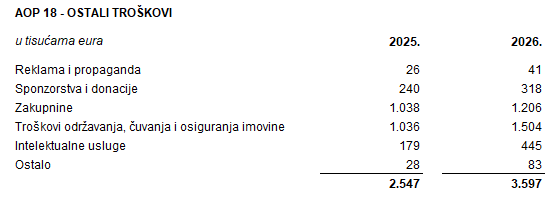 AOP 18 - OSTALI TROŠKOVI
u tisućama eura 2025. 2026.
Reklama i propaganda 26 41
Sponzorstva i donacije 240 318
Zakupnine 1.038 1.206
Troškovi održavanja, čuvanja i osiguranja imovine 1.036 1.504
Intelektualne usluge 179 445
Ostalo 28 83
2.547 3.597